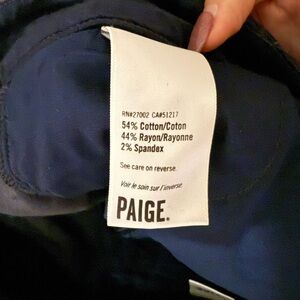 RN#27002 CA#51217
54% Cotton/Coton
44% Rayon/Rayonne
2% Spandex
See care on reverse.
Voir le soin sur l'inverse
PAIGE.